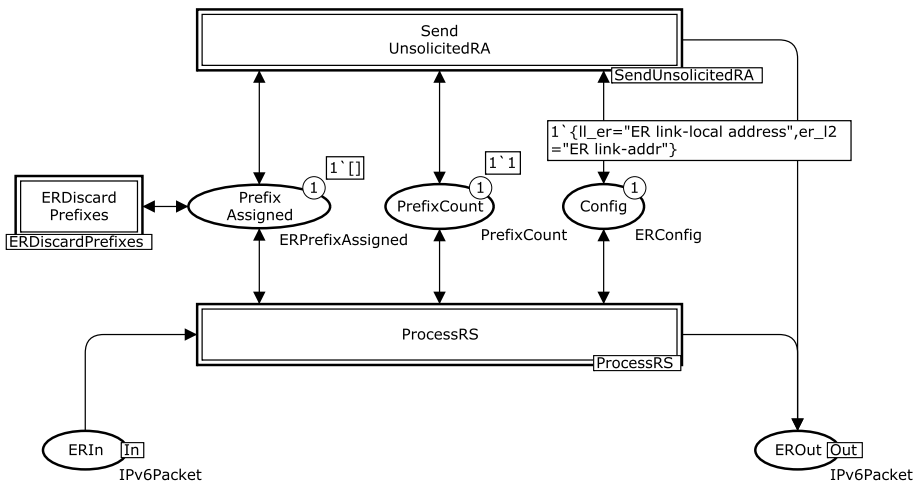 Send
UnsolicitedRA
SendUnsolicitedRA
1`{ll_er="ER link-local address",er_l2
="ER link-addr"}
1`[]
1`1
1
1
1
ERDiscard
Prefixes
ERDiscardPrefixes
Prefix
Assigned
ERPrefixAssigned
PrefixCount
PrefixCount
Config
ERConfig
ProcessRS
ProcessRS
ERIn
In
IPv6Packet
EROut
Out
IPv6Packet